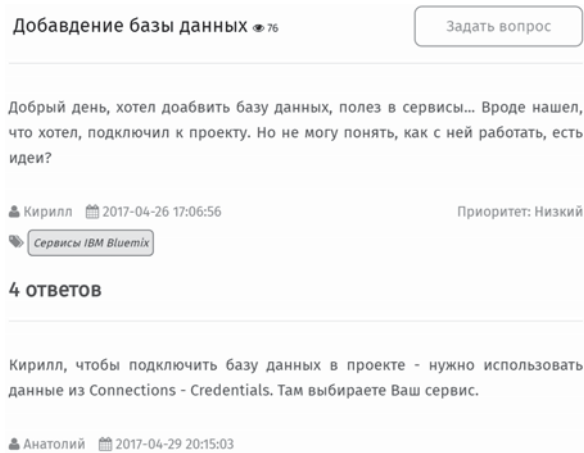 Добавдение базы данных 76
Задать вопрос
Добрый день, хотел доабвить базу данных, полез в сервисы... Вроде нашел,
что хотел, подключил к проекту. Но не могу понять, как с ней работать, есть
идеи?
Кирилл 2017-04-26 17:06:56
Приоритет: Низкий
Сервисы IBM Bluemix
4 ответов
Кирилл, чтобы подключить базу данных в проекте - нужно использовать
данные из Connections - Credentials. Там выбираете Ваш сервис.
Анатолий 2017-04-29 20:15:03